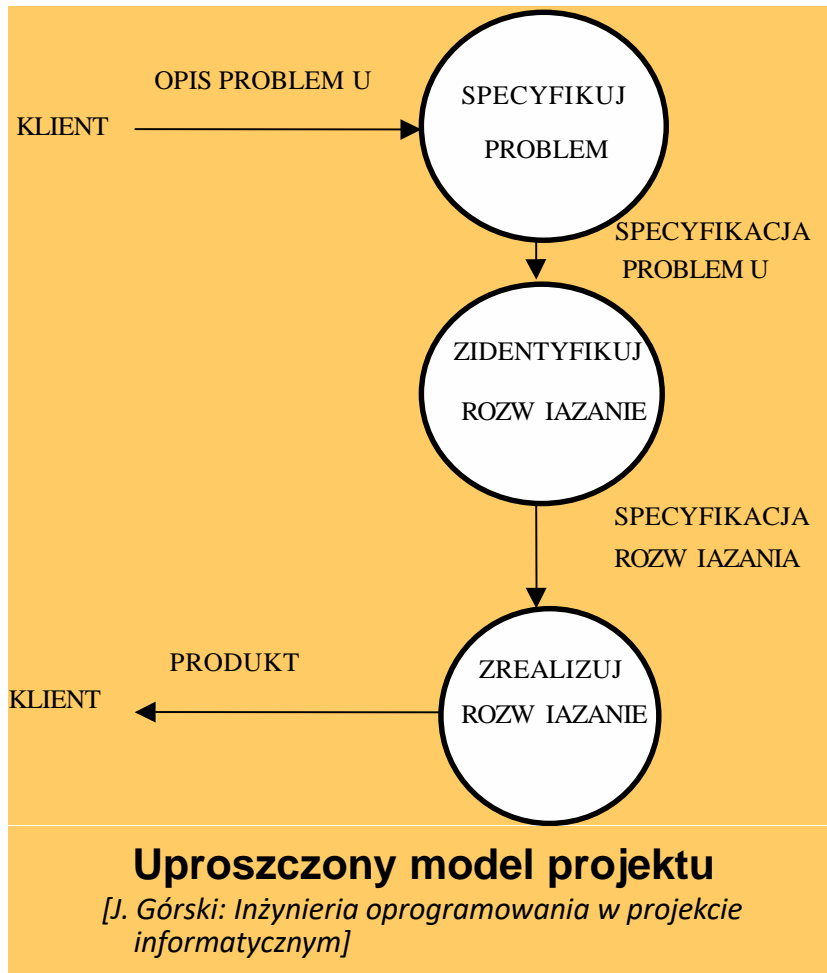 OPIS PROBLEM U
KLIENT
SPECYFIKUJ
PROBLEM
SPECYFIKACJA
PROBLEM U
ZIDENTYFIKUJ
ROZW IAZANIE
SPECYFIKACJA
ROZW IAZANIA
PRODUKT
KLIENT
ZREALIZUJ
ROZW IAZANIE
Uproszczony model projektu
[J. Górski: Inżynieria oprogramowania w projekcie
informatycznym]